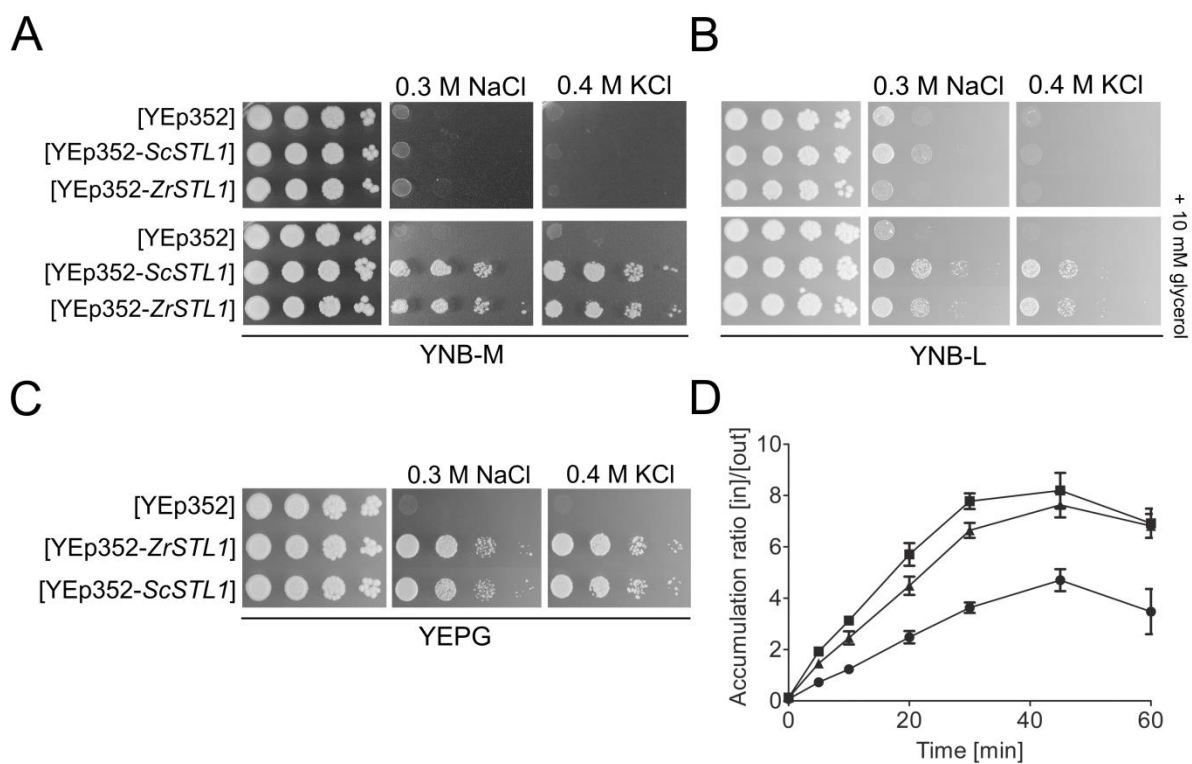 A
0.3 M NaCl 0.4 M KCl
[YEp352]
[YEp352-ScSTL1]
[YEp352-ZrSTL1]
[YEp352]
[YEp352-ScSTL1]
[YEp352-ZrSTL1]
YNB-M
B
0.3 M NaCl 0.4 M KCl
+ 10 mM glycerol
YNB-L
C
0.3 M NaCl 0.4 M KCl
[YEp352]
[YEp352-ZrSTL1]
[YEp352-ScSTL1]
YEPG
D
Accumulation ratio [in]/[out]
10
8
6
4
2
0
0 20 40 60
Time [min]